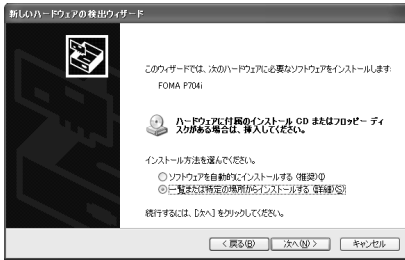 新しいハードウェアの検出ウィザード
このウィザードでは、次のハードウェアに必要なソフトウェアをインストールします:
FOMA P704i
ハードウェアに付属のインストール CD またはフロッピー ディ
スクがある場合は、挿入してください。
インストール方法を選んでください。
ソフトウェアを自動的にインストールする (推奨)(I)
一覧または特定の場所からインストールする (詳細)(S)
続行するには、[次へ] をクリックしてください。
< 戻る(B) 次へ(N) > キャンセル